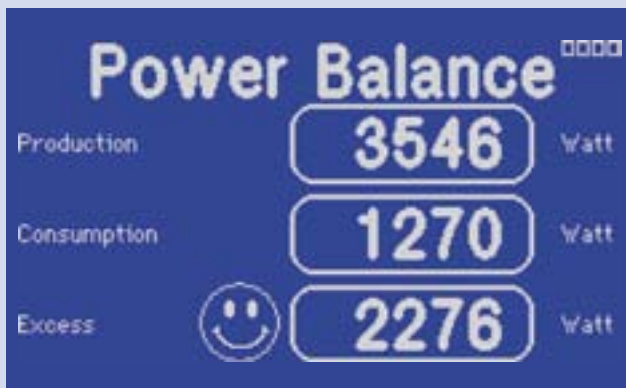 Power Balance
Production 3546 Watt
Consumption 1270 Watt
Excess 2276 Watt